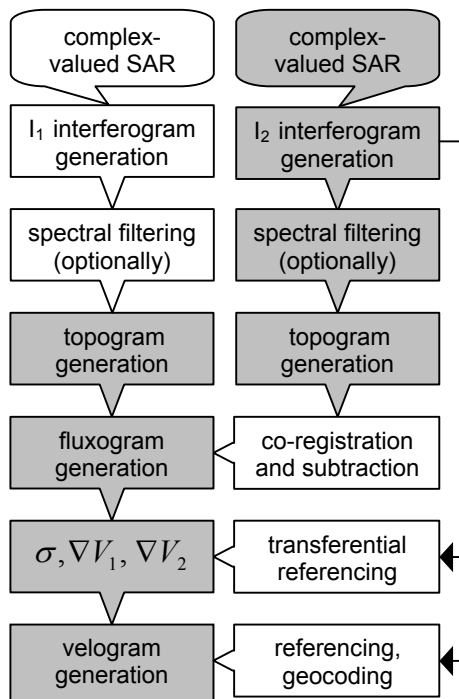 complex-
valued SAR
complex-
valued SAR
I₁ interferogram
generation
I₂ interferogram
generation
spectral filtering
(optionally)
spectral filtering
(optionally)
topogram
generation
topogram
generation
fluxogram
generation
co-registration
and subtraction
σ, ∇V₁, ∇V₂
transferential
referencing
velogram
generation
referencing,
geocoding